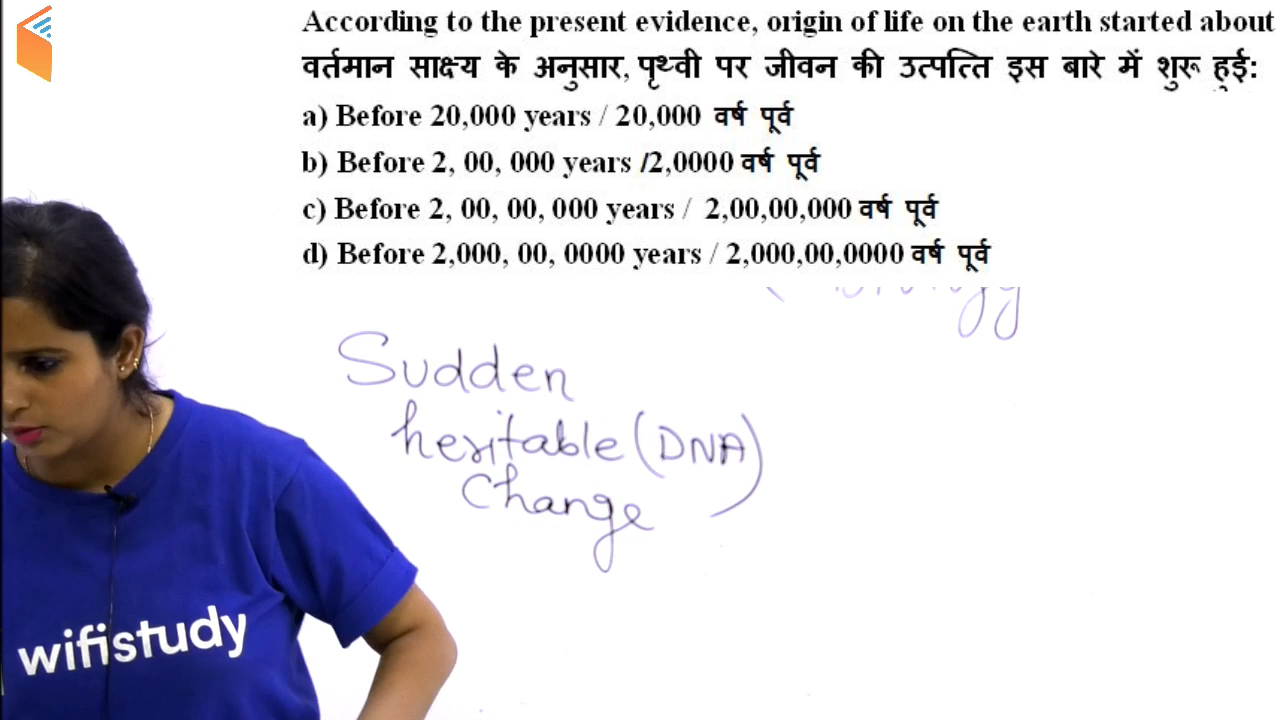 According to the present evidence, origin of life on the earth started about
वर्तमान साक्ष्य के अनुसार, पृथ्वी पर जीवन की उत्पत्ति इस बारे में शुरू हुई:
a) Before 20,000 years / 20,000 वर्ष पूर्व
b) Before 2, 00, 000 years /2,0000 वर्ष पूर्व
c) Before 2, 00, 00, 000 years / 2,00,00,000 वर्ष पूर्व
d) Before 2,000, 00, 0000 years / 2,000,00,0000 वर्ष पूर्व
Sudden
heritable (DNA)
Change
wifistudy